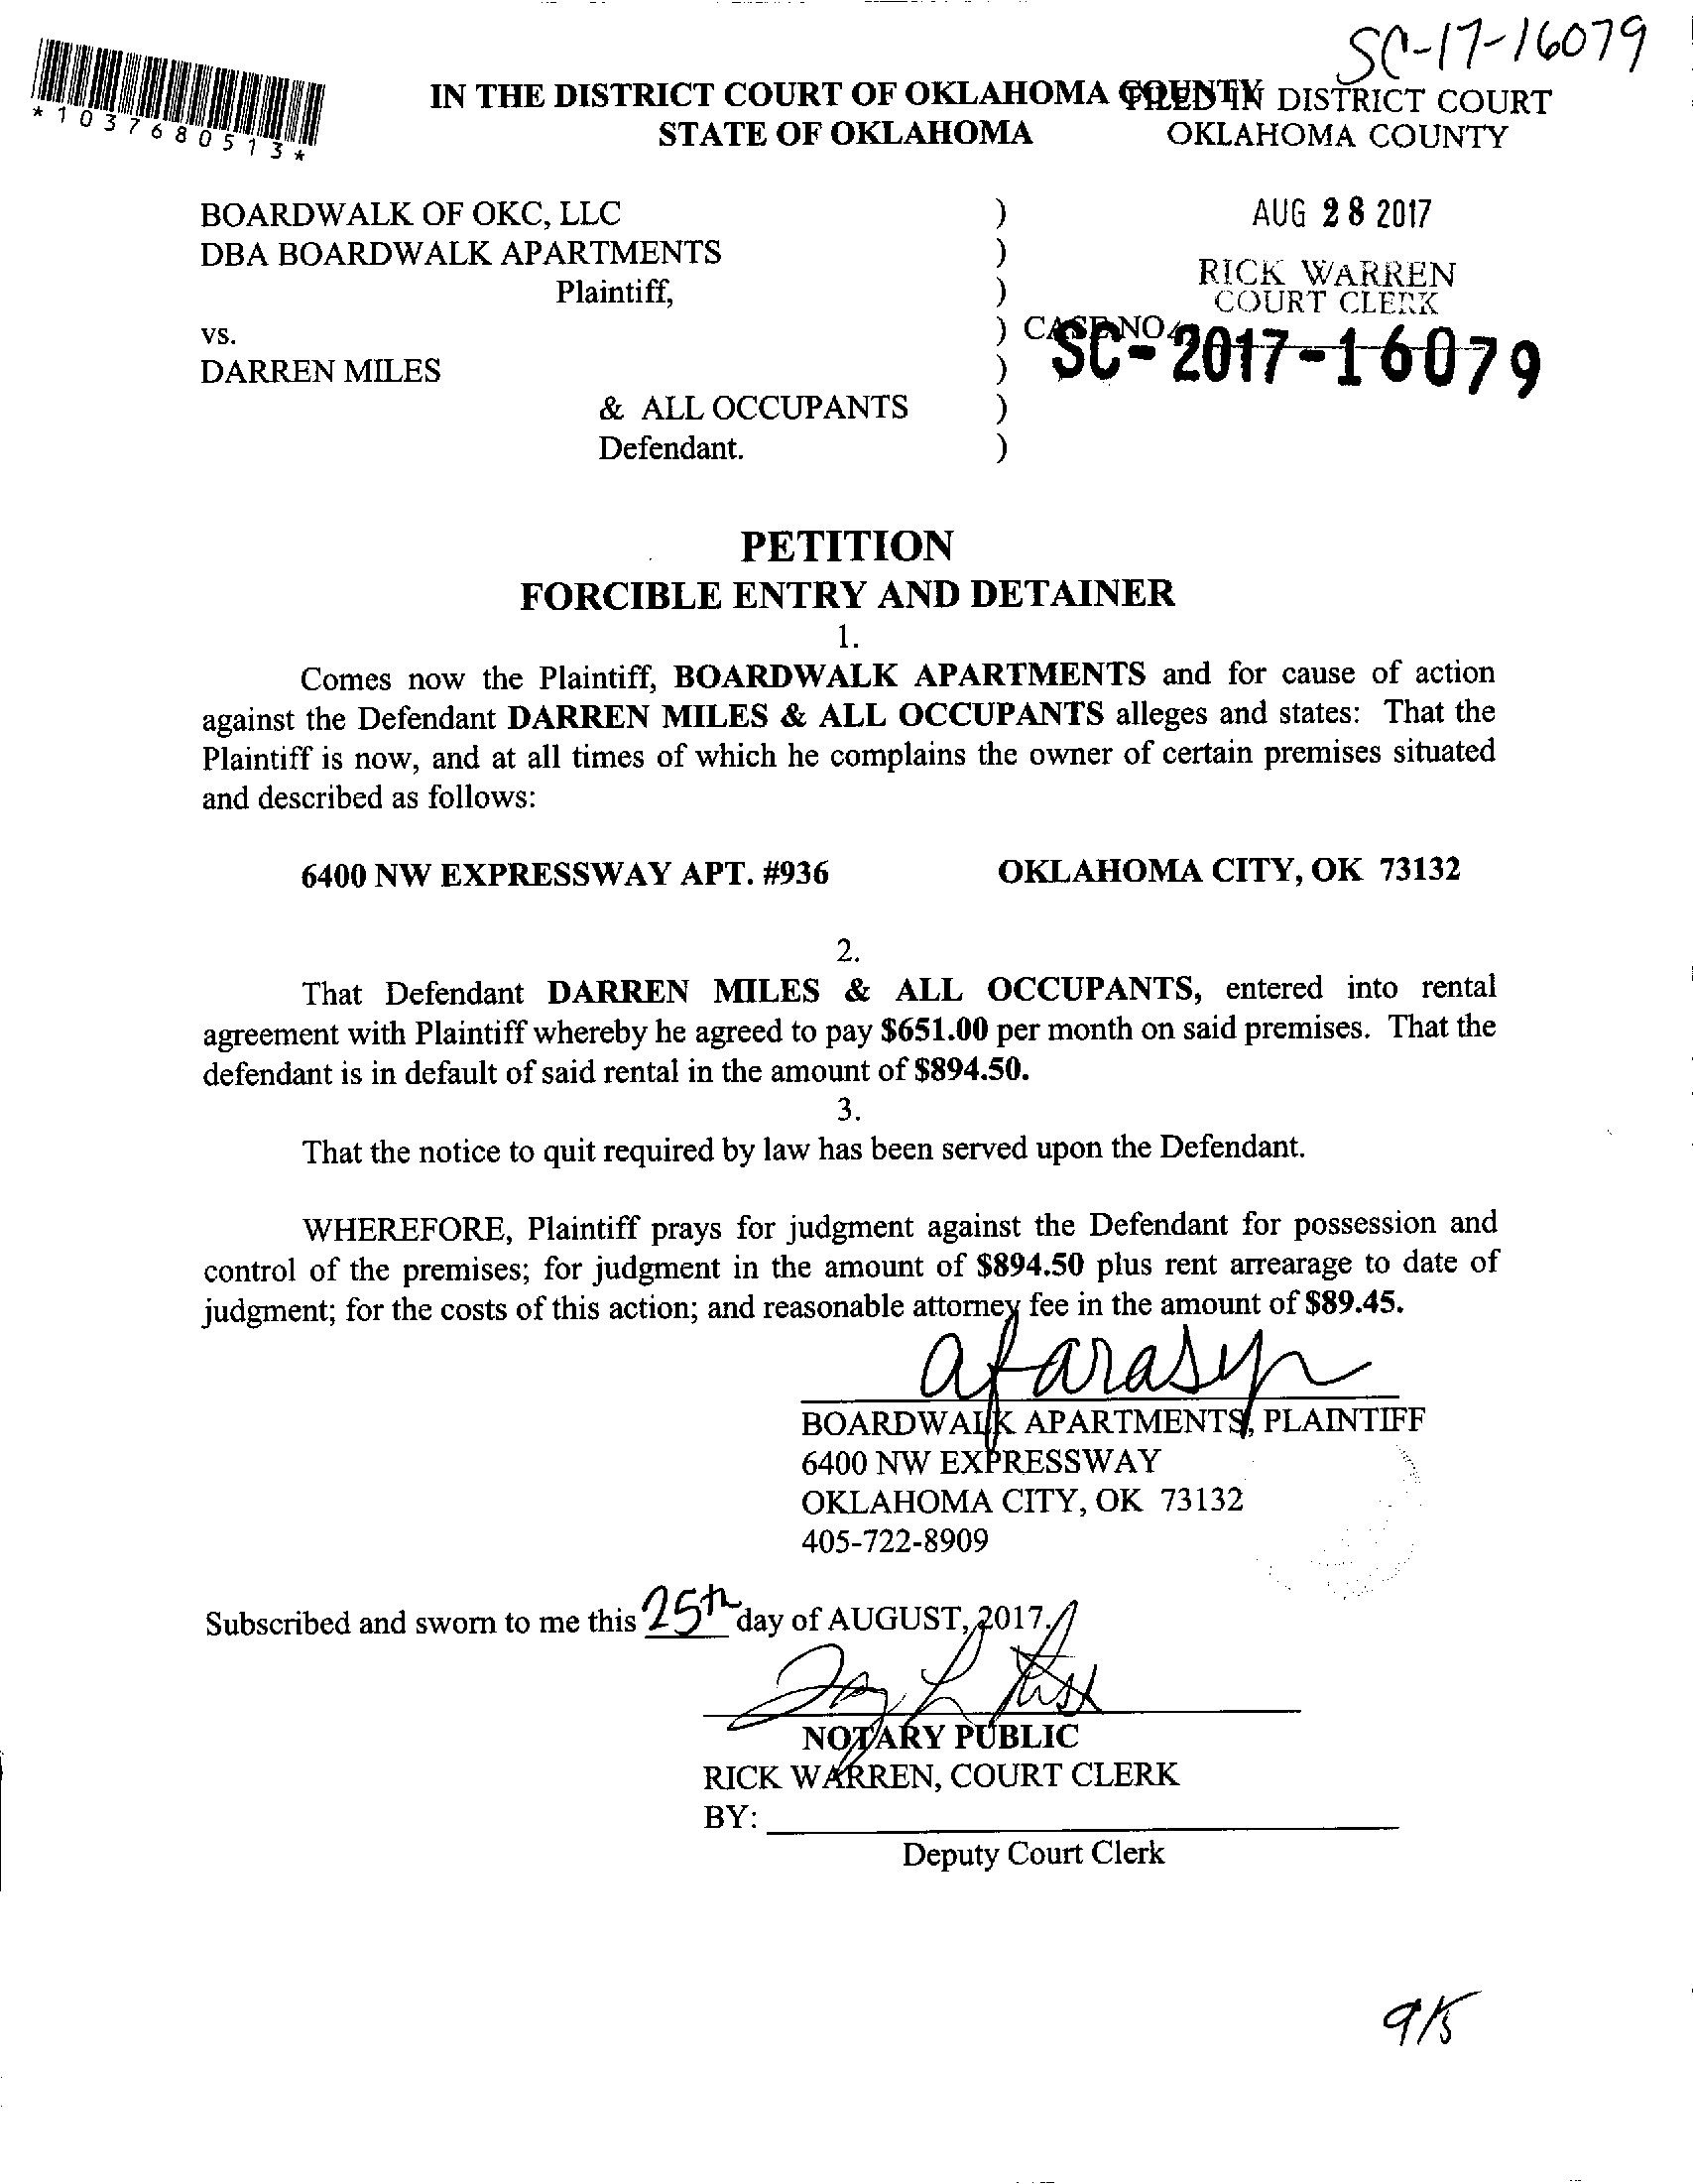 SC-17-16079
*1037680513*
IN THE DISTRICT COURT OF OKLAHOMA COUNTY
STATE OF OKLAHOMA
FILED IN DISTRICT COURT
OKLAHOMA COUNTY
AUG 28 2017
RICK WARREN
COURT CLERK
BOARDWALK OF OKC, LLC )
DBA BOARDWALK APARTMENTS )
Plaintiff, )
vs. ) CASE NO.
SC-2017-16079
DARREN MILES )
& ALL OCCUPANTS )
Defendant. )
PETITION
FORCIBLE ENTRY AND DETAINER
1.
Comes now the Plaintiff, BOARDWALK APARTMENTS and for cause of action
against the Defendant DARREN MILES & ALL OCCUPANTS alleges and states: That the
Plaintiff is now, and at all times of which he complains the owner of certain premises situated
and described as follows:
6400 NW EXPRESSWAY APT. #936 OKLAHOMA CITY, OK 73132
2.
That Defendant DARREN MILES & ALL OCCUPANTS, entered into rental
agreement with Plaintiff whereby he agreed to pay $651.00 per month on said premises. That the
defendant is in default of said rental in the amount of $894.50.
3.
That the notice to quit required by law has been served upon the Defendant.
WHEREFORE, Plaintiff prays for judgment against the Defendant for possession and
control of the premises; for judgment in the amount of $894.50 plus rent arrearage to date of
judgment; for the costs of this action; and reasonable attorney fee in the amount of $89.45.
BOARDWALK APARTMENTS, PLAINTIFF
6400 NW EXPRESSWAY
OKLAHOMA CITY, OK 73132
405-722-8909
Subscribed and sworn to me this 25th day of AUGUST, 2017.
NOTARY PUBLIC
RICK WARREN, COURT CLERK
BY:
Deputy Court Clerk
9/5